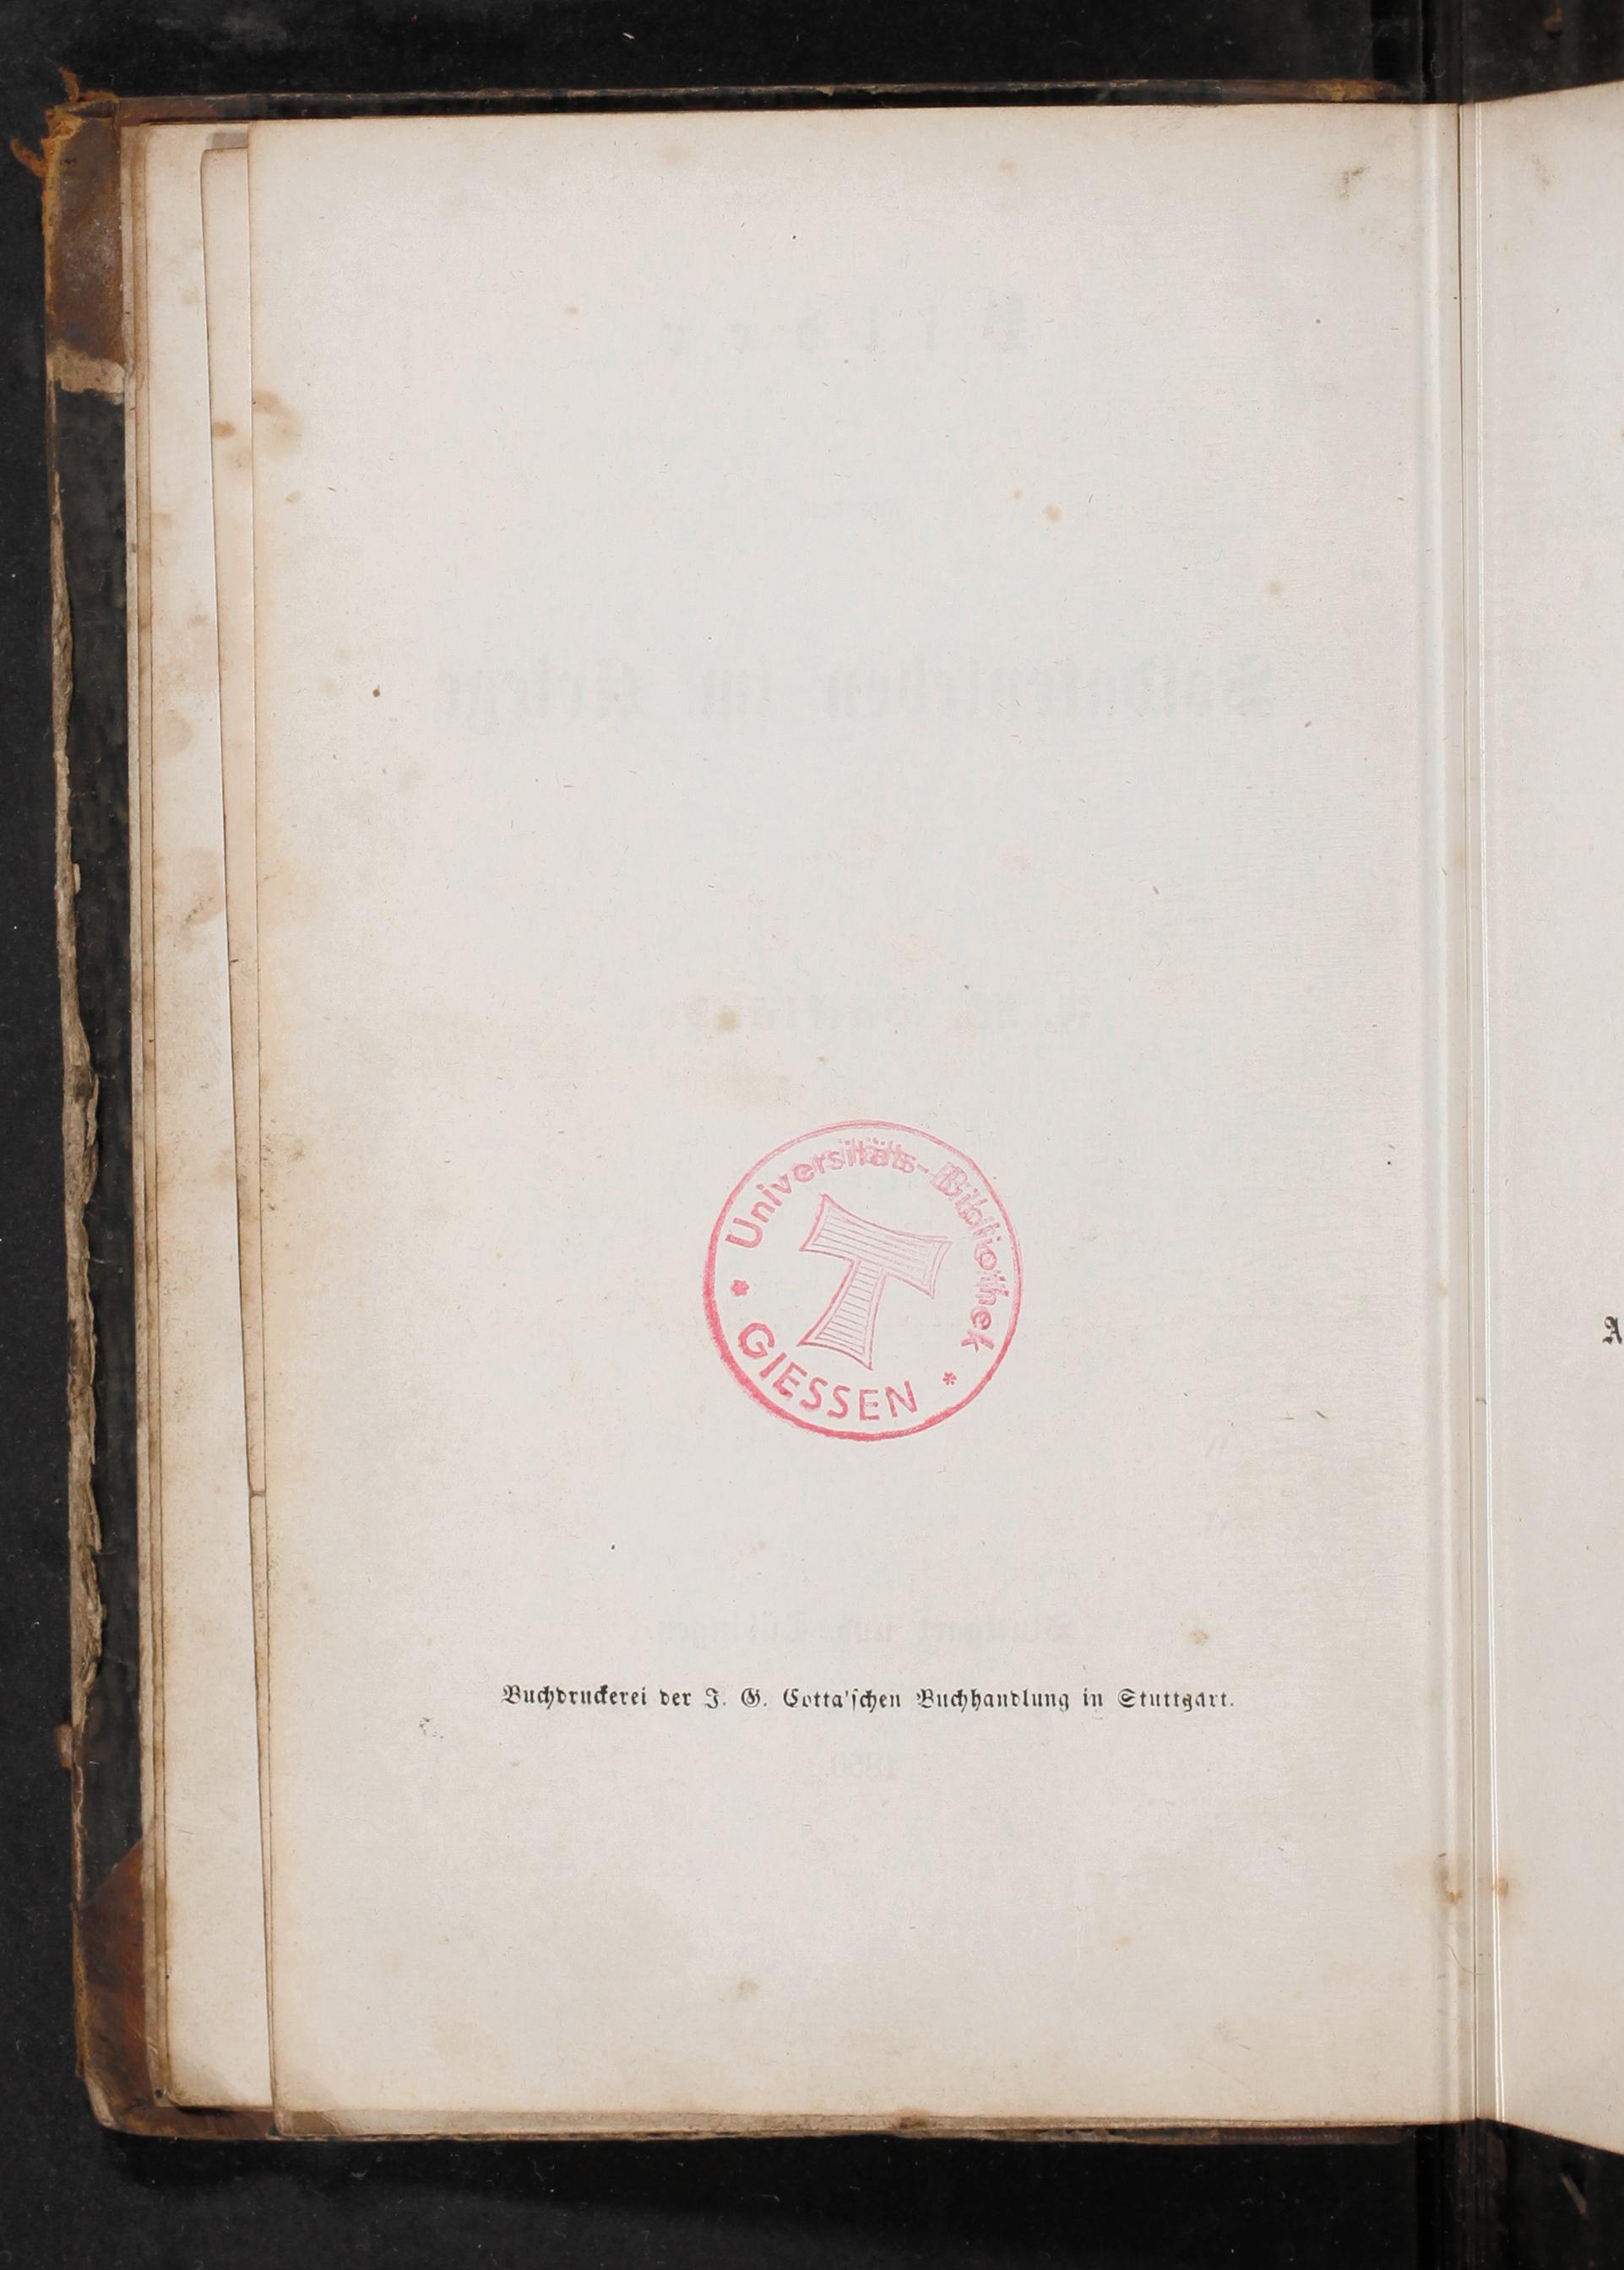 Universitäts-Bibliothek
GIESSEN
Buchdruckerei der J. G. Cotta'schen Buchhandlung in Stuttgart.